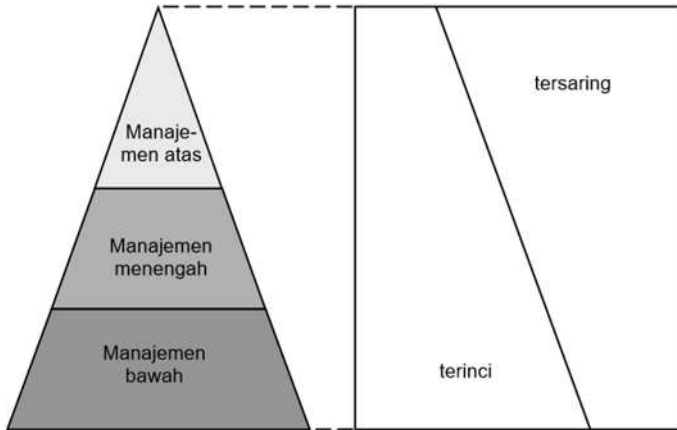 Manaje-
men atas
Manajemen
menengah
Manajemen
bawah
tersaring
terinci